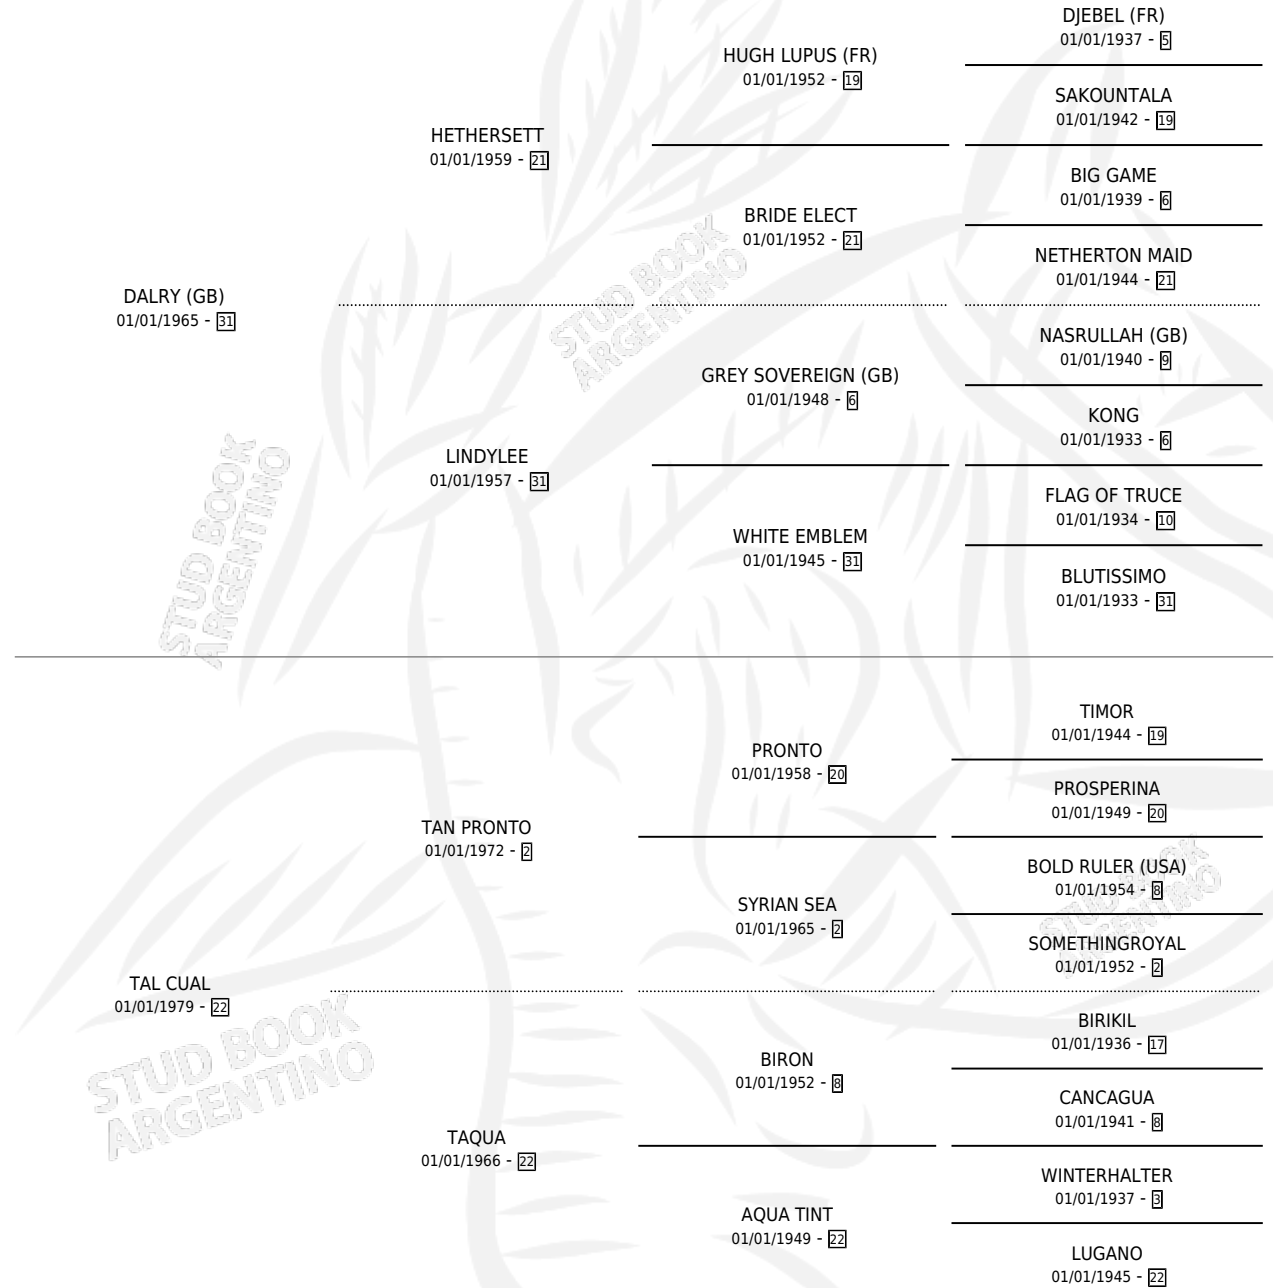 DALRY (GB)
01/01/1965 - 31
HETHERSETT
01/01/1959 - 21
LINDYLEE
01/01/1957 - 31
HUGH LUPUS (FR)
01/01/1952 - 19
BRIDE ELECT
01/01/1952 - 21
GREY SOVEREIGN (GB)
01/01/1948 - 6
WHITE EMBLEM
01/01/1945 - 31
DJEBEL (FR)
01/01/1937 - 5
SAKOUNTALA
01/01/1942 - 19
BIG GAME
01/01/1939 - 6
NETHERTON MAID
01/01/1944 - 21
NASRULLAH (GB)
01/01/1940 - 9
KONG
01/01/1933 - 6
FLAG OF TRUCE
01/01/1934 - 10
BLUTISSIMO
01/01/1933 - 31
STUD BOOK
ARGENTINO
STUD BOOK
ARGENTINO
TAL CUAL
01/01/1979 - 22
TAN PRONTO
01/01/1972 - 2
TAQUA
01/01/1966 - 22
PRONTO
01/01/1958 - 20
SYRIAN SEA
01/01/1965 - 2
BIRON
01/01/1952 - 8
AQUA TINT
01/01/1949 - 22
TIMOR
01/01/1944 - 19
PROSPERINA
01/01/1949 - 20
BOLD RULER (USA)
01/01/1954 - 8
SOMETHINGROYAL
01/01/1952 - 2
BIRIKIL
01/01/1936 - 17
CANCAGUA
01/01/1941 - 8
WINTERHALTER
01/01/1937 - 3
LUGANO
01/01/1945 - 22
STUD BOOK
ARGENTINO
STUD BOOK
ARGENTINO